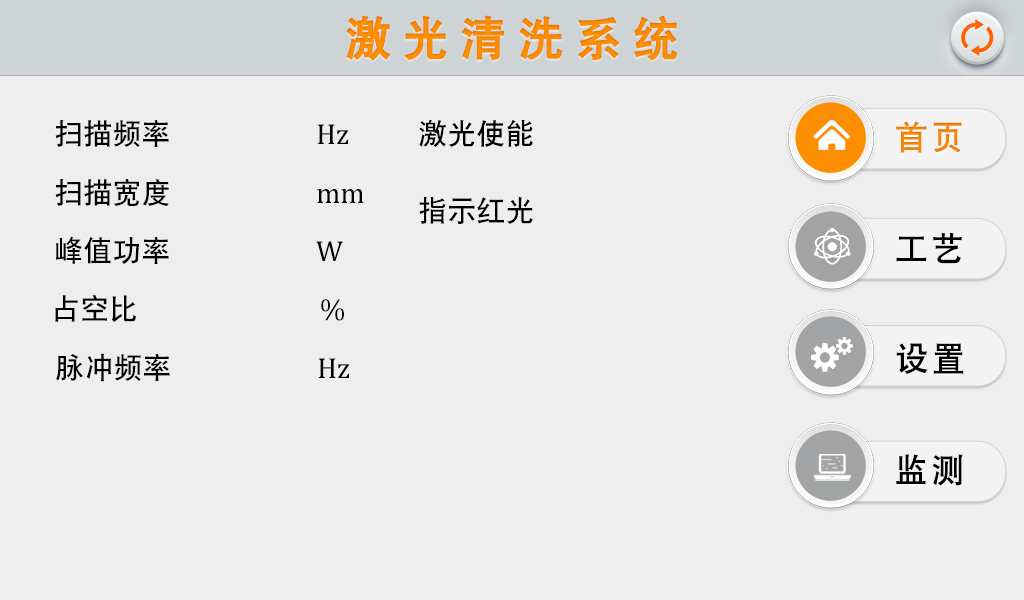 激光清洗系统
扫描频率 Hz 激光使能
扫描宽度 mm
指示红光
峰值功率 W
占空比 %
脉冲频率 Hz
首页
工艺
设置
监测